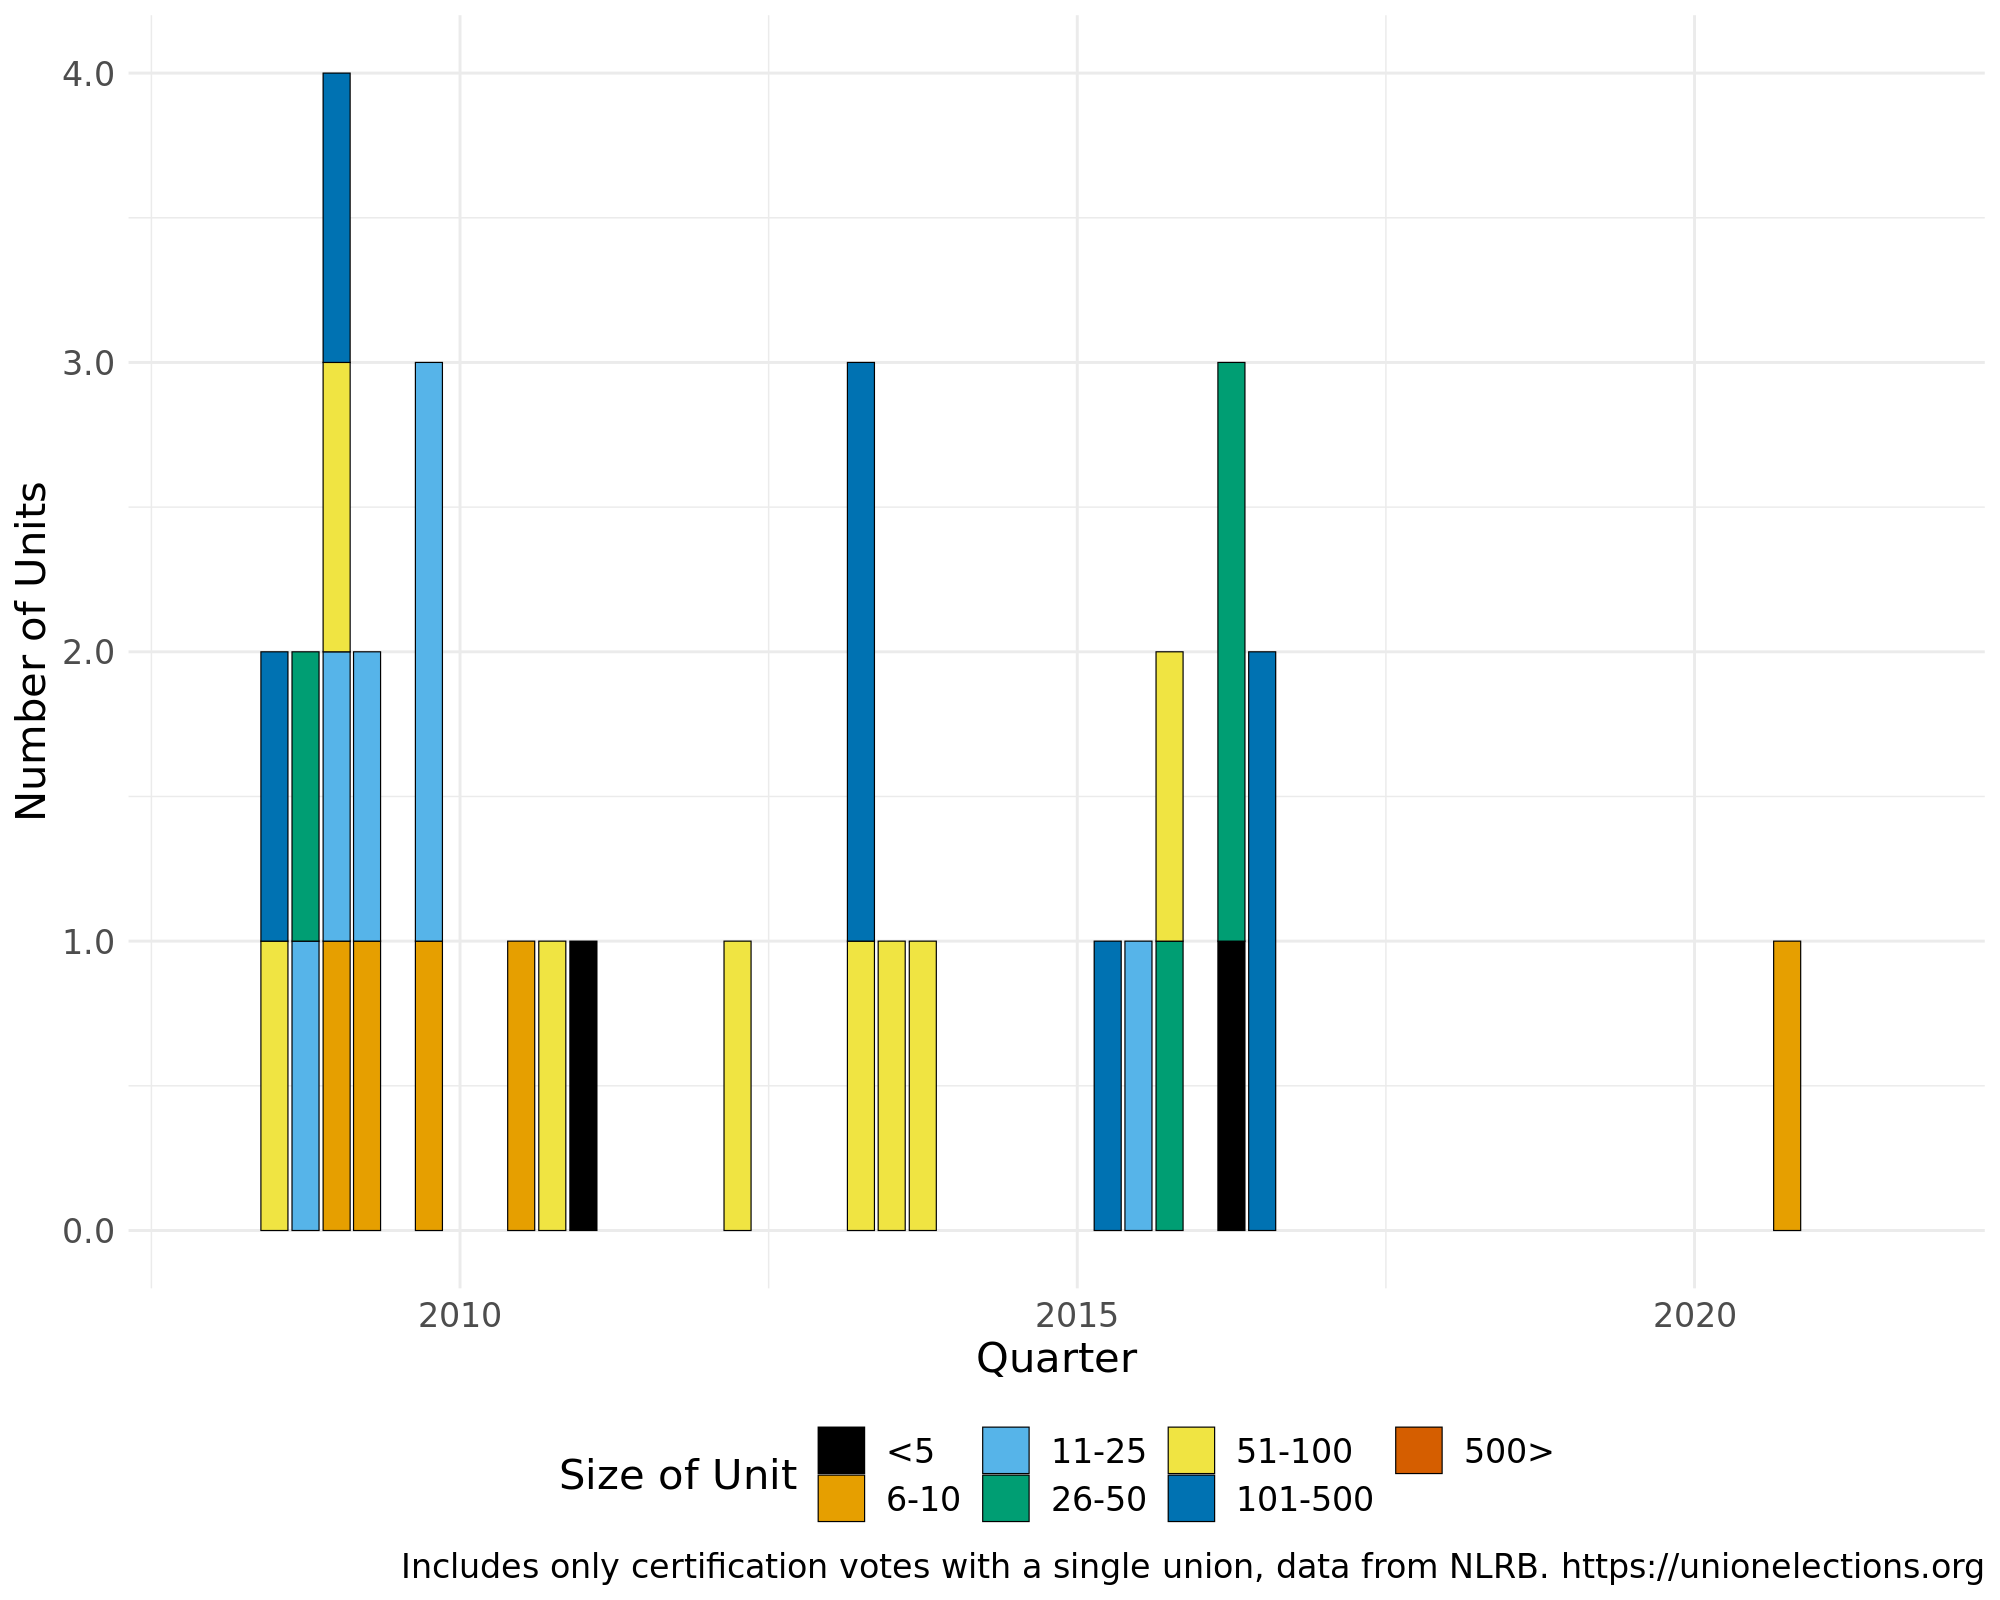 4.0
3.0
2.0
1.0
0.0
Number of Units
2010 2015 2020
Quarter
Size of Unit
<5 11-25 51-100 500>
6-10 26-50 101-500
Includes only certification votes with a single union, data from NLRB. https://unionelections.org